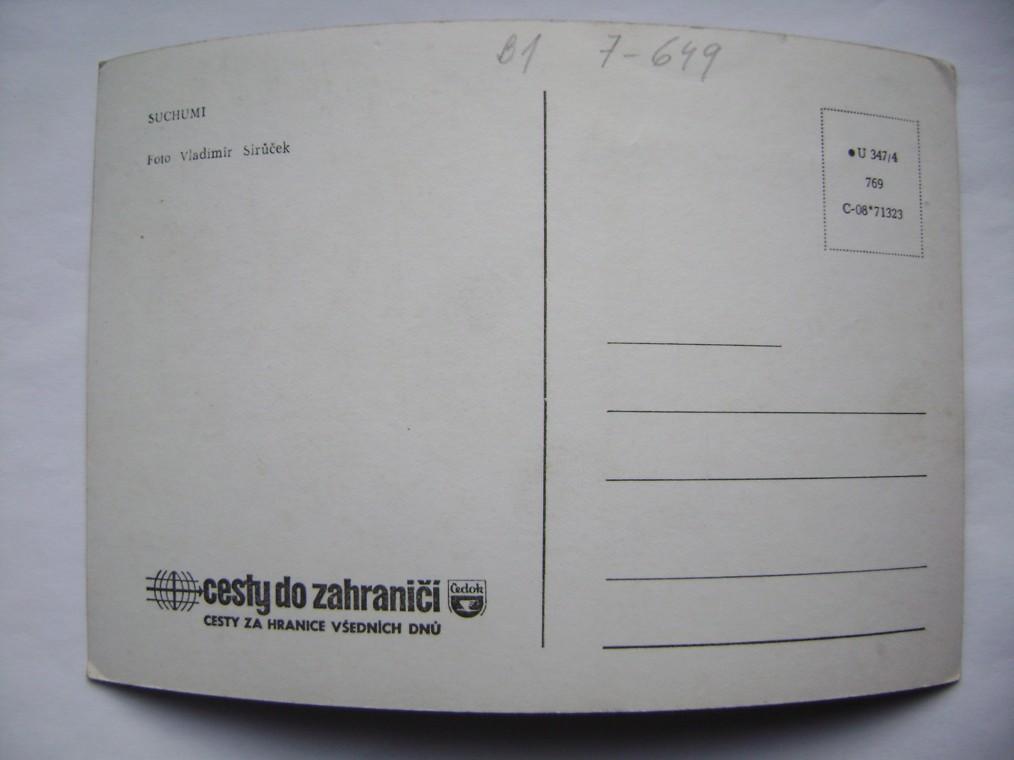 B1 7-649
SUCHUMI
Foto Vladimír Sirůček
●U 347/4
769
C-08*71323
cesty do zahraničí
Čedok
CESTY ZA HRANICE VŠEDNÍCH DNŮ